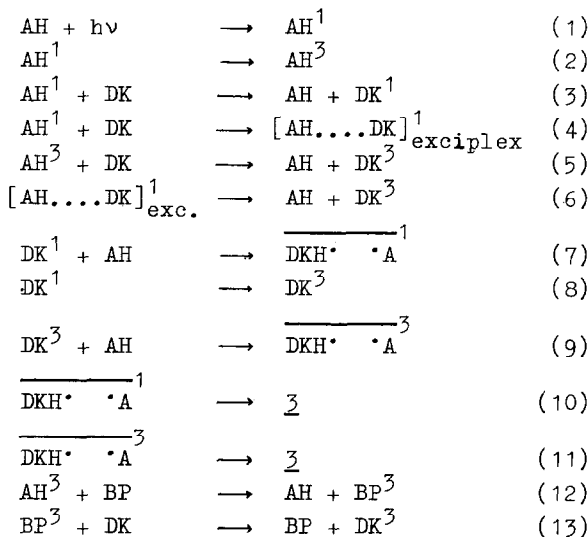 AH + hν ⟶ AH¹ (1)
AH¹ ⟶ AH³ (2)
AH¹ + DK ⟶ AH + DK¹ (3)
AH¹ + DK ⟶ [AH....DK]¹exciplex (4)
AH³ + DK ⟶ AH + DK³ (5)
[AH....DK]¹exc. ⟶ AH + DK³ (6)
DK¹ + AH ⟶ DKH· ·A¹ (7)
DK¹ ⟶ DK³ (8)
DK³ + AH ⟶ DKH· ·A³ (9)
DKH· ·A¹ ⟶ 3 (10)
DKH· ·A³ ⟶ 3 (11)
AH³ + BP ⟶ AH + BP³ (12)
BP³ + DK ⟶ BP + DK³ (13)